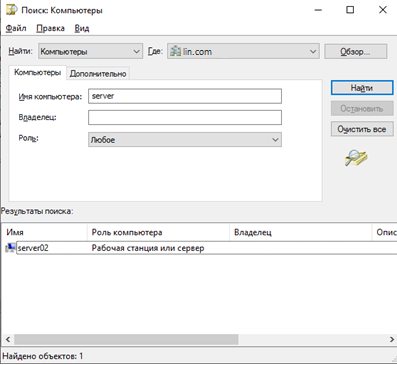 Поиск: Компьютеры
Файл Правка Вид
Найти: Компьютеры Где: lin.com Обзор...
Компьютеры Дополнительно
Имя компьютера: server
Владелец:
Роль: Любое
Найти
Остановить
Очистить все
Результаты поиска:
Имя Роль компьютера Владелец Опис
server02 Рабочая станция или сервер
Найдено объектов: 1